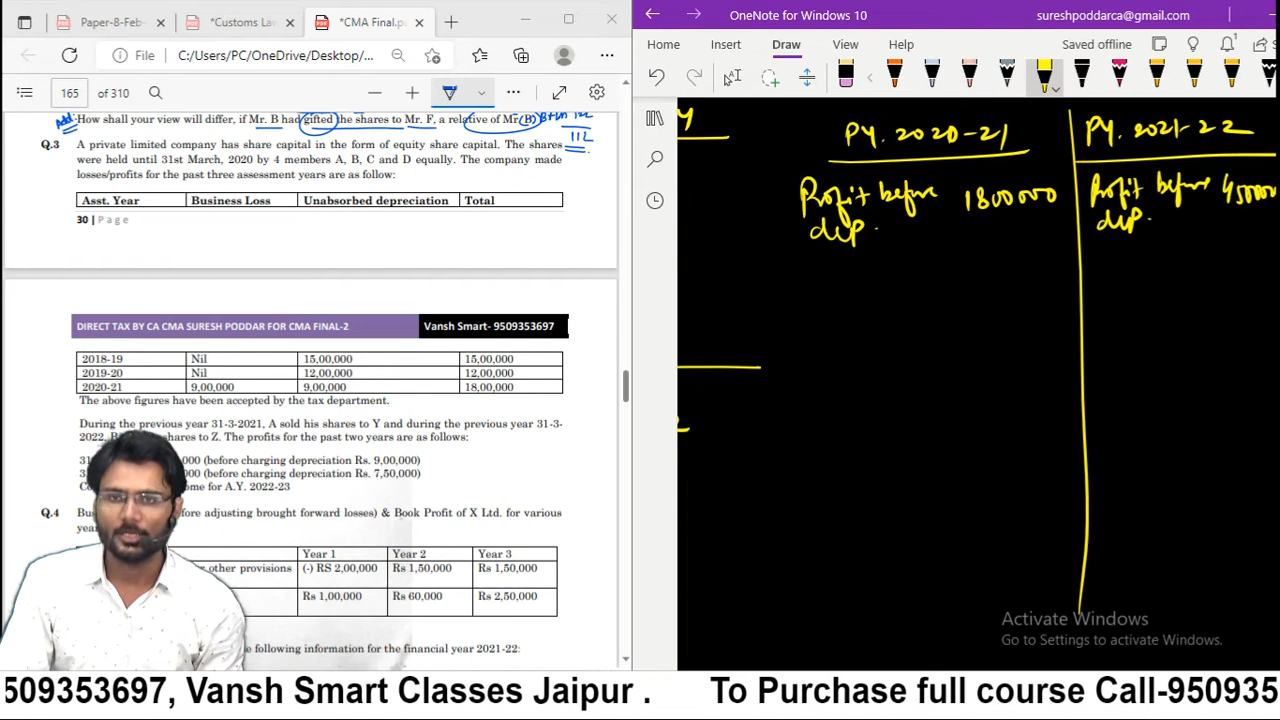 Paper-8-Feb-
*Customs La
*CMA Final.p
File
C:/Users/PC/OneDrive/Desktop/...
165 of 310
How shall your view will differ, if Mr. B had gifted the shares to Mr. F, a relative of Mr. B.
112
Q.3 A private limited company has share capital in the form of equity share capital. The shares
were held until 31st March, 2020 by 4 members A, B, C and D equally. The company made
losses/profits for the past three assessment years are as follow:
Asst. Year Business Loss Unabsorbed depreciation Total
30 | Page
DIRECT TAX BY CA CMA SURESH PODDAR FOR CMA FINAL-2 Vansh Smart- 9509353697
2018-19 Nil 15,00,000 15,00,000
2019-20 Nil 12,00,000 12,00,000
2020-21 9,00,000 9,00,000 18,00,000
The above figures have been accepted by the tax department.
During the previous year 31-3-2021, A sold his shares to Y and during the previous year 31-3-
2022, B shares to Z. The profits for the past two years are as follows:
000 (before charging depreciation Rs. 9,00,000)
000 (before charging depreciation Rs. 7,50,000)
ome for A.Y. 2022-23
Q.4 Bu fore adjusting brought forward losses) & Book Profit of X Ltd. for various
yea
Year 1 Year 2 Year 3
r other provisions (-) RS 2,00,000 Rs 1,50,000 Rs 1,50,000
Rs 1,00,000 Rs 60,000 Rs 2,50,000
e following information for the financial year 2021-22:
OneNote for Windows 10
sureshpoddarca@gmail.com
Home Insert Draw View Help
Saved offline
PY. 2020-21
Profit before 1800000
dep.
PY. 2021-22
Profit before 450000
dep.
Activate Windows
Go to Settings to activate Windows.
509353697, Vansh Smart Classes Jaipur . To Purchase full course Call-950935